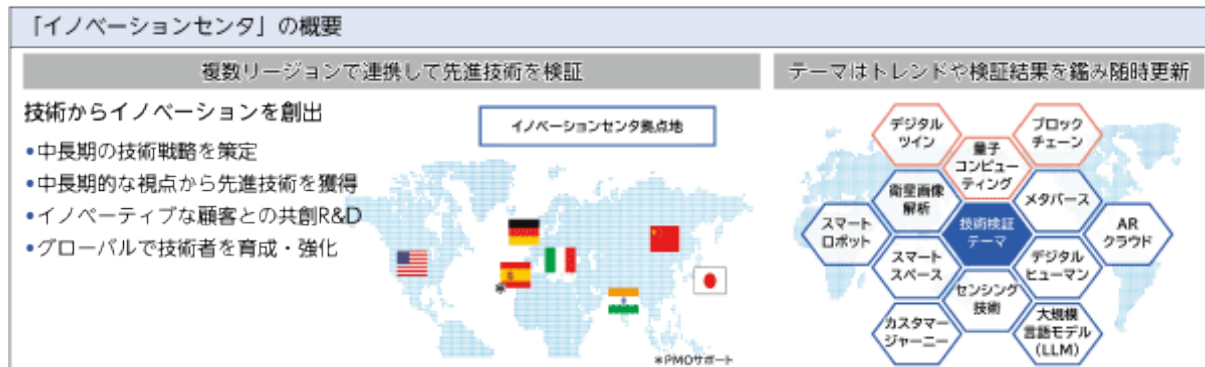 「イノベーションセンタ」の概要
複数リージョンで連携して先進技術を検証
技術からイノベーションを創出
•中長期の技術戦略を策定
•中長期的な視点から先進技術を獲得
•イノベーティブな顧客との共創R&D
•グローバルで技術者を育成・強化
イノベーションセンタ拠点地
*
*PMOサポート
テーマはトレンドや検証結果を鑑み随時更新
デジタル
ツイン
ブロック
チェーン
量子
コンピュー
ティング
衛星画像
解析
メタバース
スマート
ロボット
技術検証
テーマ
AR
クラウド
スマート
スペース
デジタル
ヒューマン
センシング
技術
カスタマー
ジャーニー
大規模
言語モデル
(LLM)